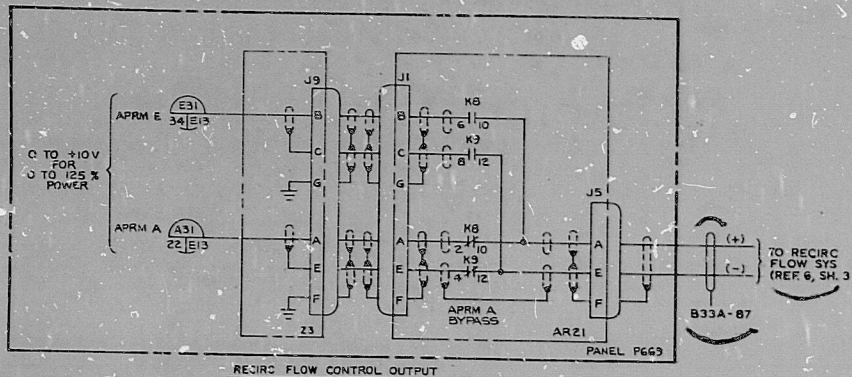 J9
J1
APRM E
E31
34 E13
B
B
K8
6
10
K9
C
C
8
12
0 TO +10V
FOR
0 TO 125%
POWER
G
G
J5
APRM A
A31
22 E13
A
A
K8
2
10
A
(+)
E
E
K9
4
12
E
(-)
TO RECIRC
FLOW SYS
(REF. 6, SH. 3
F
F
F
APRM A
BYPASS
B33A-87
Z3
AR21
PANEL P669
RECIRC FLOW CONTROL OUTPUT